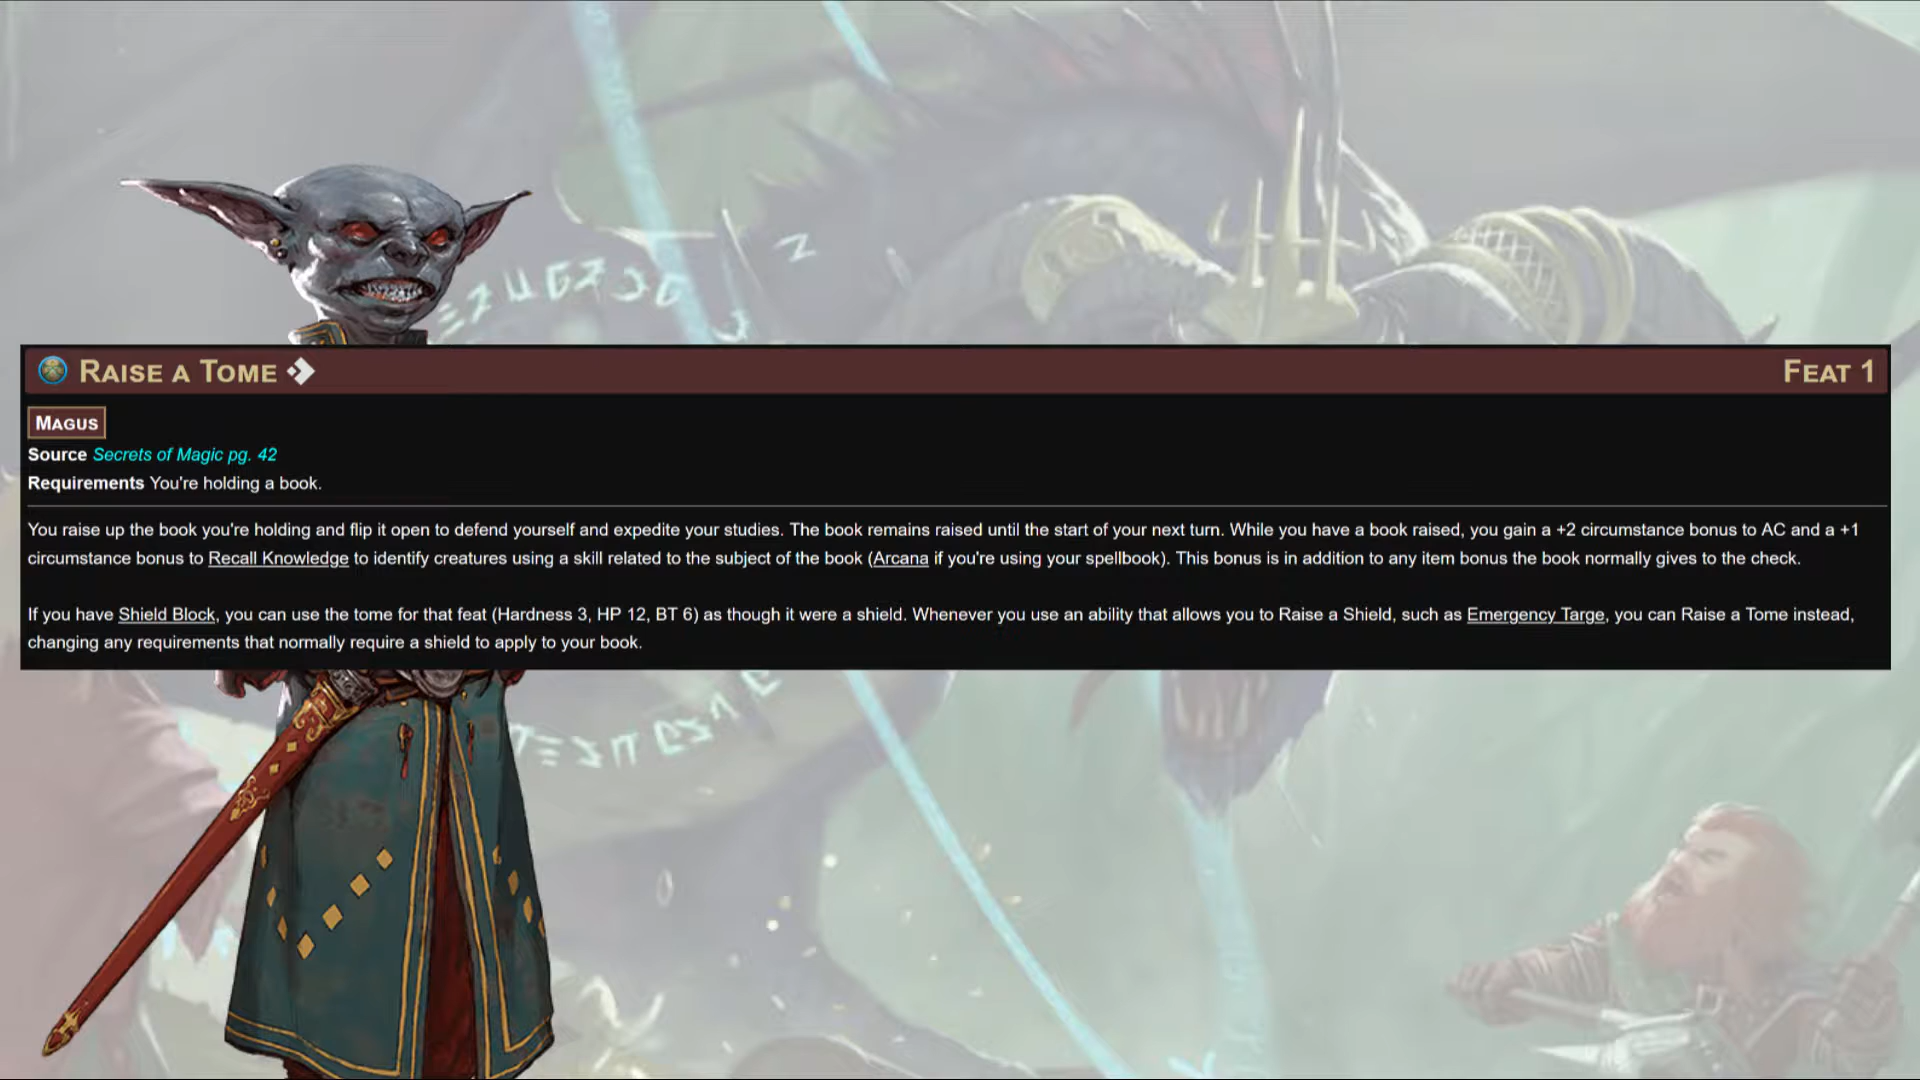 Raise a Tome
Feat 1
Magus
Source Secrets of Magic pg. 42
Requirements You're holding a book.
You raise up the book you're holding and flip it open to defend yourself and expedite your studies. The book remains raised until the start of your next turn. While you have a book raised, you gain a +2 circumstance bonus to AC and a +1
circumstance bonus to Recall Knowledge to identify creatures using a skill related to the subject of the book (Arcana if you're using your spellbook). This bonus is in addition to any item bonus the book normally gives to the check.
If you have Shield Block, you can use the tome for that feat (Hardness 3, HP 12, BT 6) as though it were a shield. Whenever you use an ability that allows you to Raise a Shield, such as Emergency Targe, you can Raise a Tome instead,
changing any requirements that normally require a shield to apply to your book.